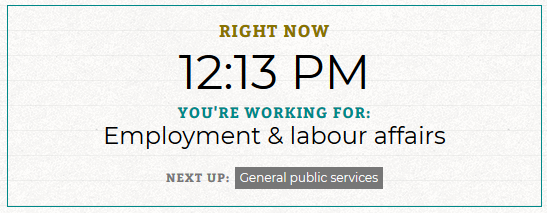 RIGHT NOW
12:13 PM
YOU'RE WORKING FOR:
Employment & labour affairs
NEXT UP: General public services